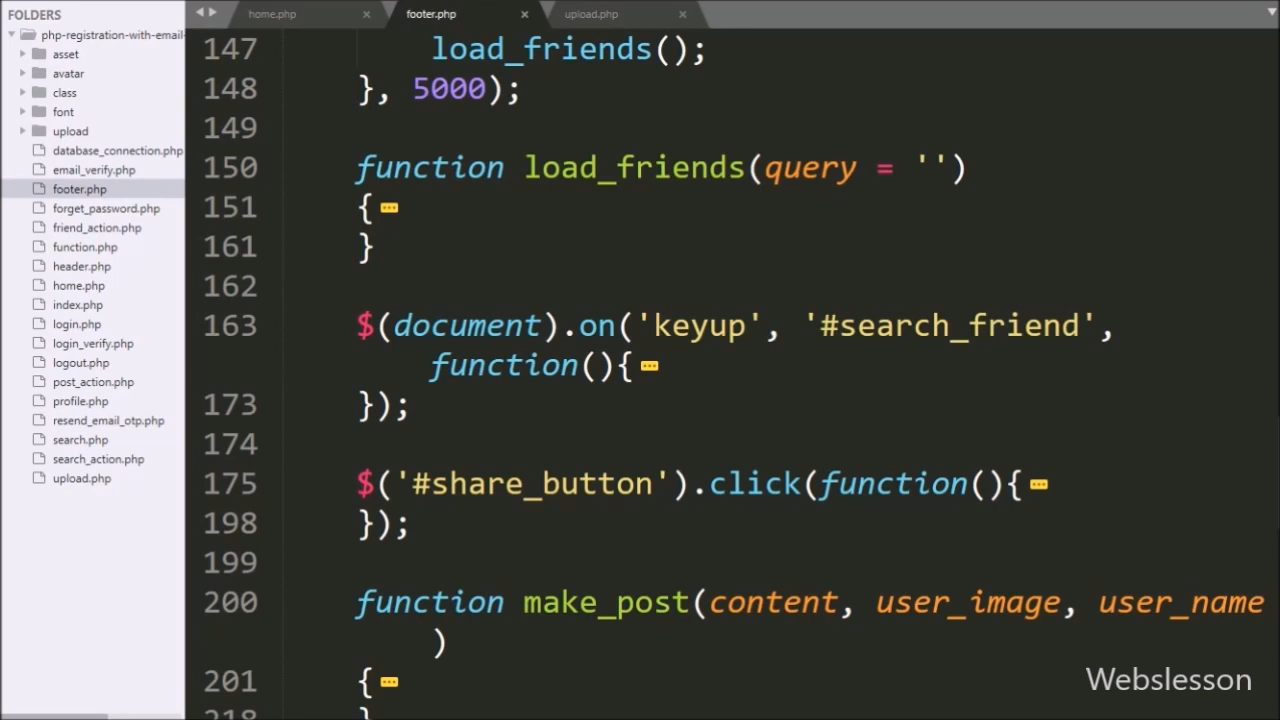 FOLDERS
php-registration-with-email-
asset
avatar
class
font
upload
database_connection.php
email_verify.php
footer.php
forget_password.php
friend_action.php
function.php
header.php
home.php
index.php
login.php
login_verify.php
logout.php
post_action.php
profile.php
resend_email_otp.php
search.php
search_action.php
upload.php
home.php footer.php upload.php
147 load_friends();
148 }, 5000);
149
150 function load_friends(query = '')
151 {
161 }
162
163 $(document).on('keyup', '#search_friend',
function(){
173 });
174
175 $('#share_button').click(function(){
198 });
199
200 function make_post(content, user_image, user_name
)
201 {
218 }
Webslesson